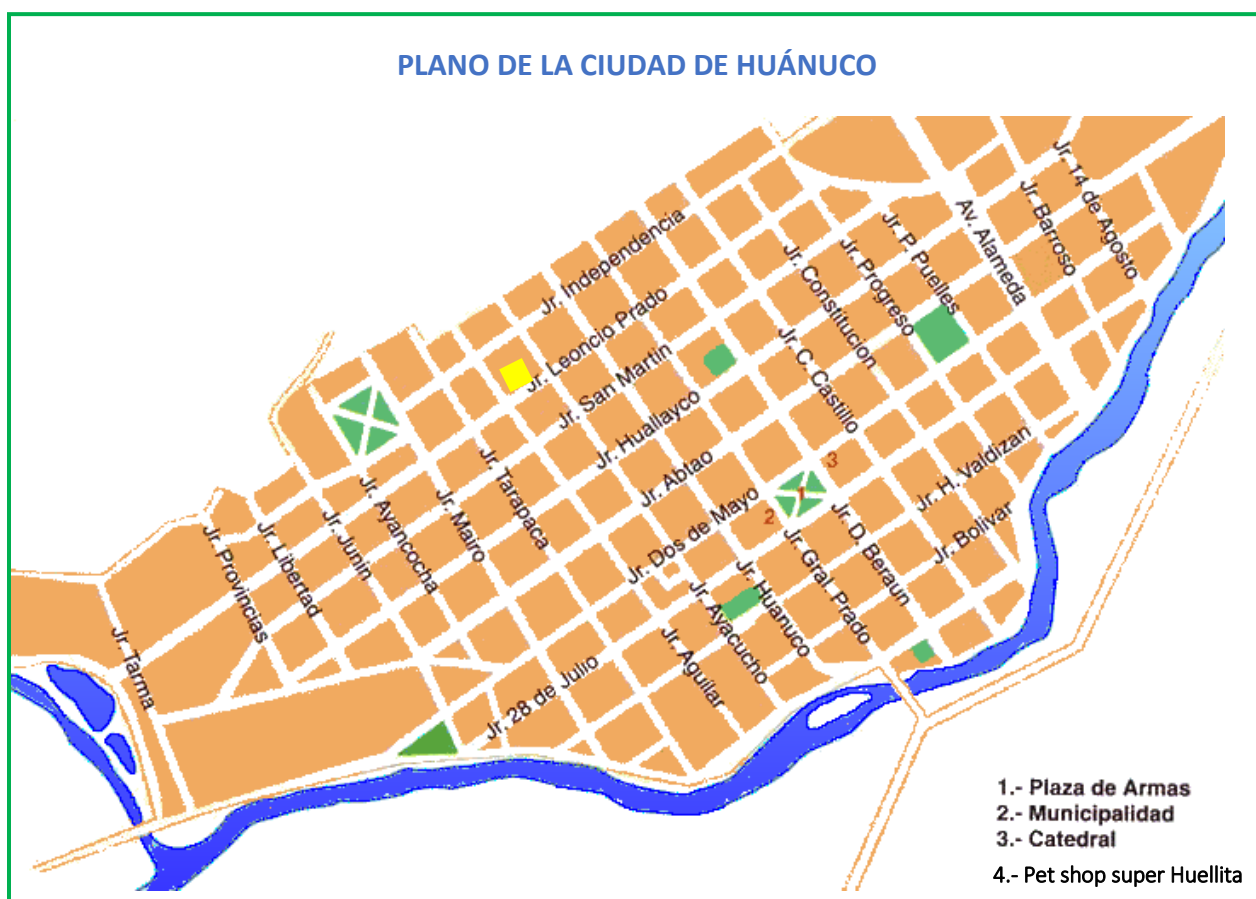 PLANO DE LA CIUDAD DE HUÁNUCO
Jr. 14 de Agosto
Jr. Barroso
Av. Alameda
Jr. P. Puelles
Jr. Progreso
Jr. Constitucion
Jr. Independencia
Jr. Leoncio Prado
Jr. C. Castillo
Jr. San Martin
Jr. Huallayco
Jr. Abtao
Jr. Tarapaca
Jr. Mairo
Jr. Ayancocha
Jr. Junin
Jr. Libertad
Jr. Provincias
Jr. Tarma
3
1
2
Jr. Dos de Mayo
Jr. H. Valdizan
Jr. Bolivar
Jr. D. Beraun
Jr. Gral. Prado
Jr. Huanuco
Jr. Ayacucho
Jr. Aguilar
Jr. 28 de Julio
1.- Plaza de Armas
2.- Municipalidad
3.- Catedral
4.- Pet shop super Huellita